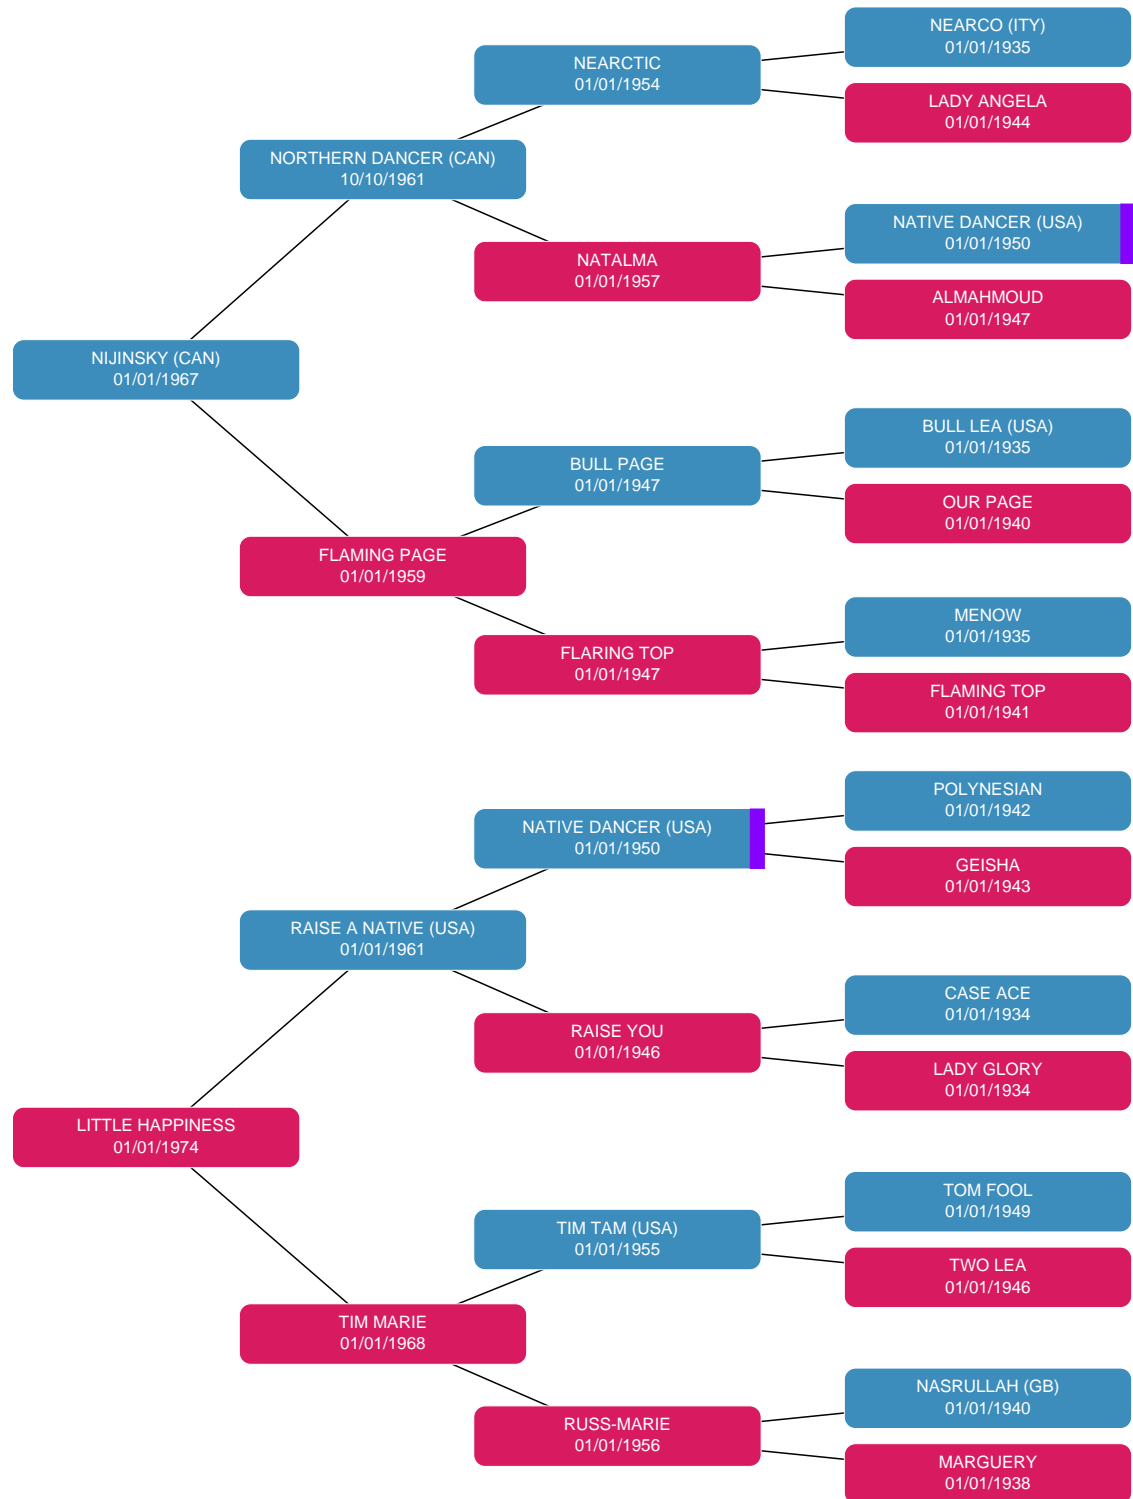 NEARCO (ITY)
01/01/1935
NEARCTIC
01/01/1954
LADY ANGELA
01/01/1944
NORTHERN DANCER (CAN)
10/10/1961
NATIVE DANCER (USA)
01/01/1950
NATALMA
01/01/1957
ALMAHMOUD
01/01/1947
NIJINSKY (CAN)
01/01/1967
BULL LEA (USA)
01/01/1935
BULL PAGE
01/01/1947
OUR PAGE
01/01/1940
FLAMING PAGE
01/01/1959
MENOW
01/01/1935
FLARING TOP
01/01/1947
FLAMING TOP
01/01/1941
POLYNESIAN
01/01/1942
NATIVE DANCER (USA)
01/01/1950
GEISHA
01/01/1943
RAISE A NATIVE (USA)
01/01/1961
CASE ACE
01/01/1934
RAISE YOU
01/01/1946
LADY GLORY
01/01/1934
LITTLE HAPPINESS
01/01/1974
TOM FOOL
01/01/1949
TIM TAM (USA)
01/01/1955
TWO LEA
01/01/1946
TIM MARIE
01/01/1968
NASRULLAH (GB)
01/01/1940
RUSS-MARIE
01/01/1956
MARGUERY
01/01/1938